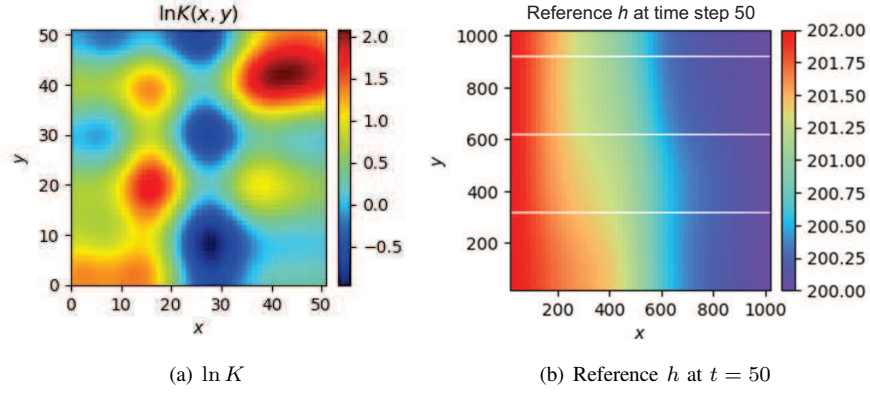 lnK(x, y)
50
40
30
20
10
0
y
0 10 20 30 40 50
x
2.0
1.5
1.0
0.5
0.0
−0.5
(a) ln K
Reference h at time step 50
1000
800
600
400
200
y
200 400 600 800 1000
x
202.00
201.75
201.50
201.25
201.00
200.75
200.50
200.25
200.00
(b) Reference h at t = 50